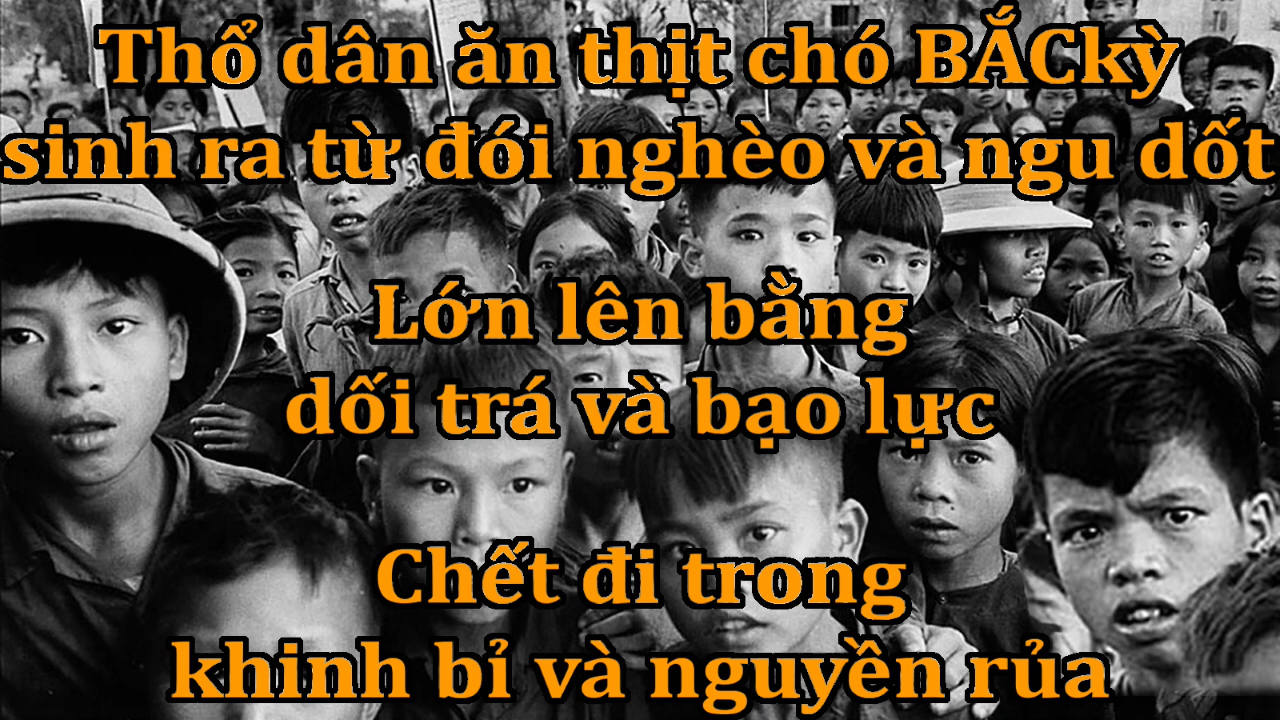 Thổ dân ăn thịt chó BẮCkỳ
sinh ra từ đói nghèo và ngu dốt
Lớn lên bằng
dối trá và bạo lực
Chết đi trong
khinh bỉ và nguyền rủa